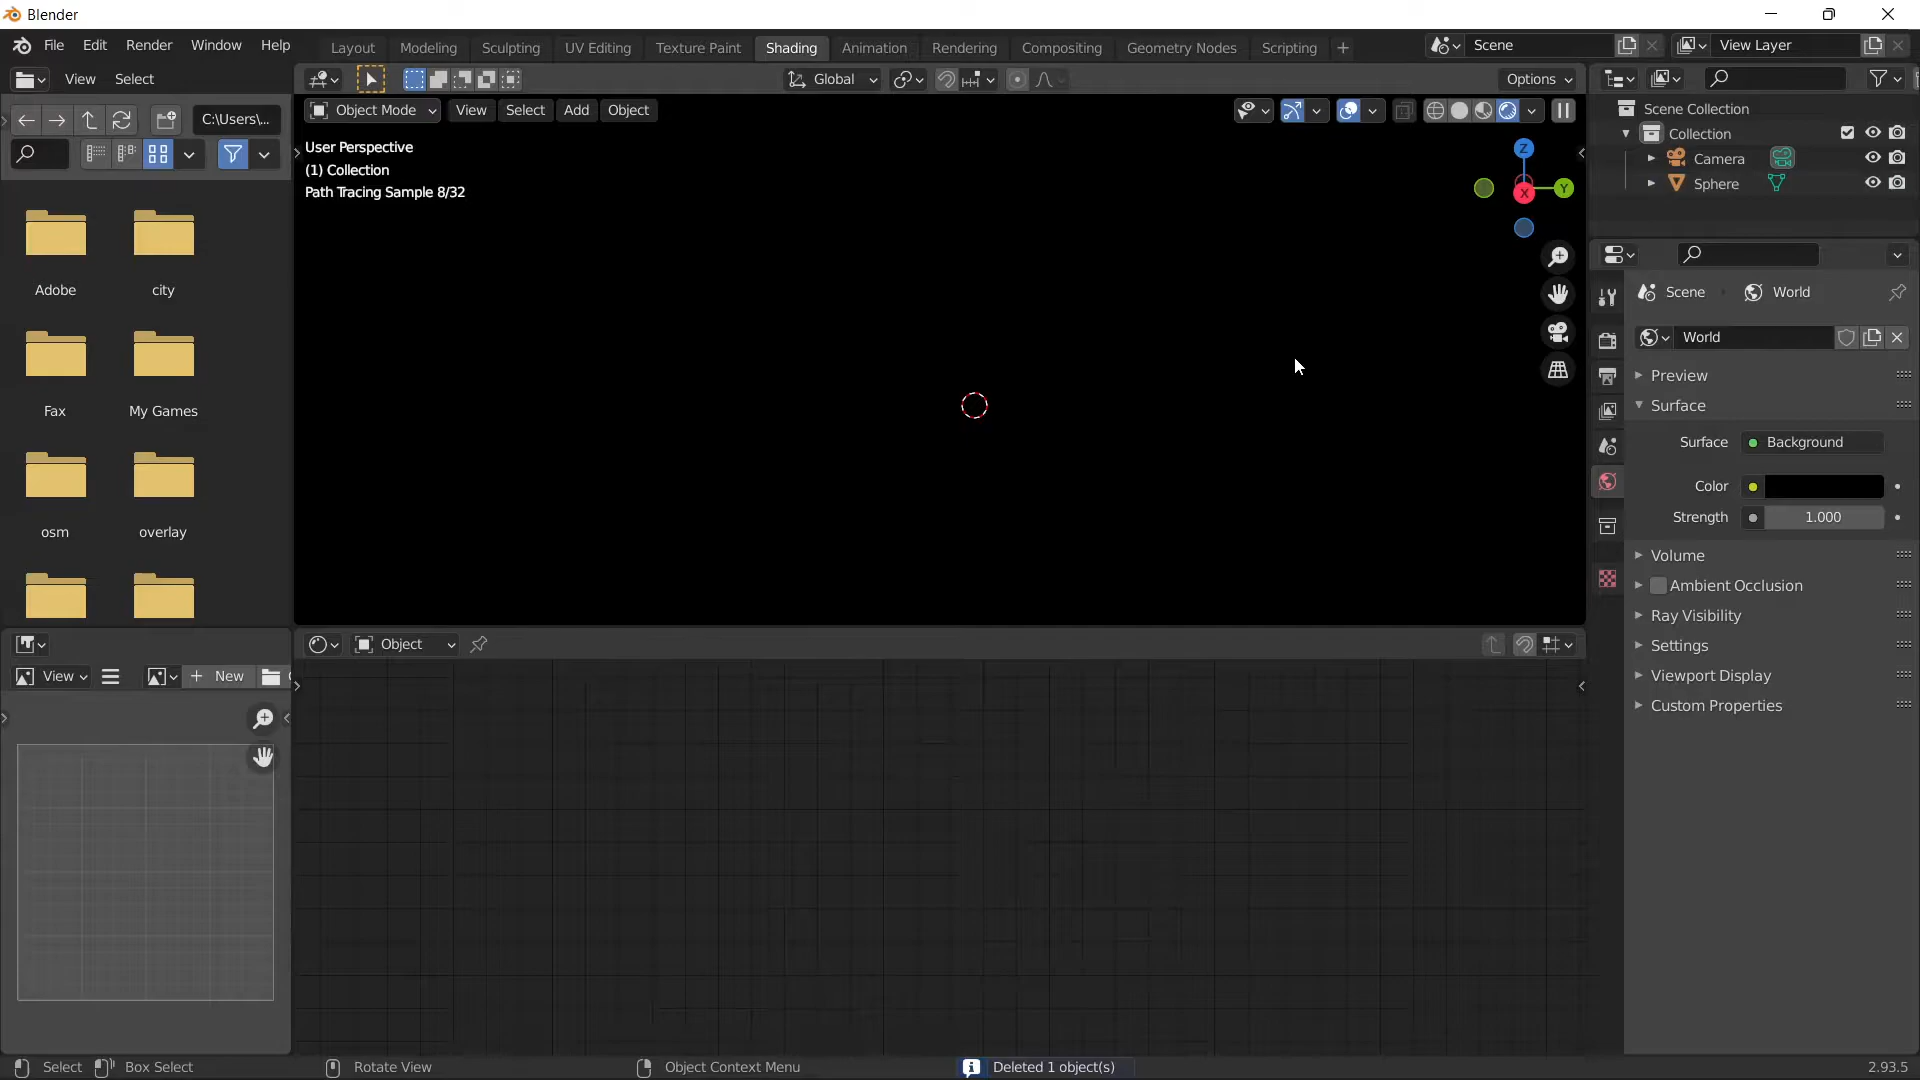 Blender
File Edit Render Window Help Layout Modeling Sculpting UV Editing Texture Paint Shading Animation Rendering Compositing Geometry Nodes Scripting + Scene View Layer
View Select Global Options
C:\Users\... Object Mode View Select Add Object
User Perspective
(1) Collection
Path Tracing Sample 8/32
Z
Y
X
Scene Collection
Collection
Camera
Sphere
Adobe city
Fax My Games
osm overlay
Scene World
World
Preview
Surface
Surface Background
Color
Strength 1.000
Volume
Ambient Occlusion
Ray Visibility
Settings
Viewport Display
Custom Properties
Object
View + New
Select Box Select Rotate View Object Context Menu Deleted 1 object(s) 2.93.5